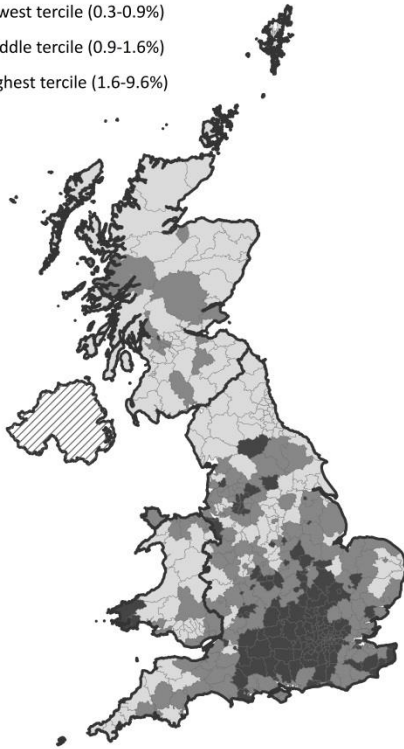 west tercile (0.3-0.9%)
ddle tercile (0.9-1.6%)
ghest tercile (1.6-9.6%)